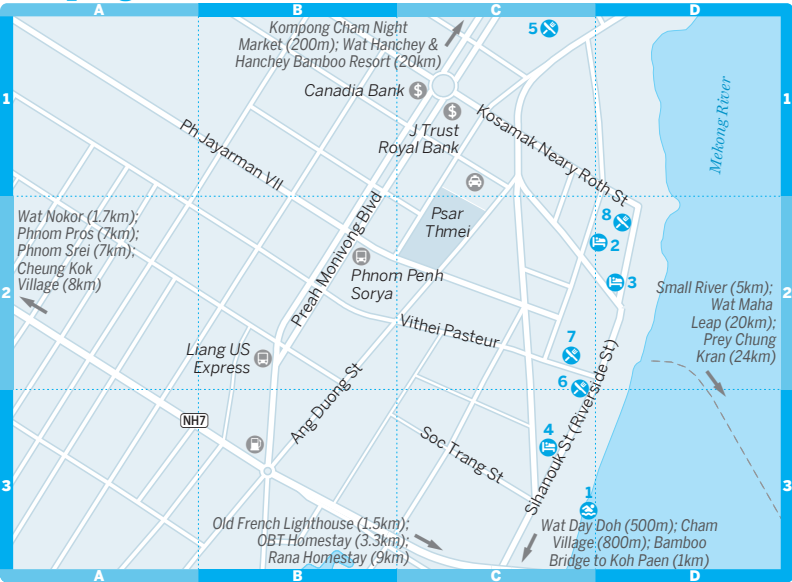 A
B
C
D
Kompong Cham Night
Market (200m); Wat Hanchey &
Hanchey Bamboo Resort (20km)
5
Canadia Bank
$
1
1
$
J Trust
Royal Bank
Kosamak Neary Roth St
Mekong River
Ph Jayarman VII
Wat Nokor (1.7km);
Phnom Pros (7km);
Phnom Srei (7km);
Cheung Kok
Village (8km)
Preah Monivong Blvd
Psar
Thmei
8
2
3
Phnom Penh
Sorya
2
2
Small River (5km);
Wat Maha
Leap (20km);
Prey Chung
Kran (24km)
Vithei Pasteur
7
Liang US
Express
6
Sihanouk St (Riverside St)
NH7
Ang Duong St
4
Soc Trang St
3
3
1
Old French Lighthouse (1.5km);
OBT Homestay (3.3km);
Rana Homestay (9km)
Wat Day Doh (500m); Cham
Village (800m); Bamboo
Bridge to Koh Paen (1km)
A
B
C
D